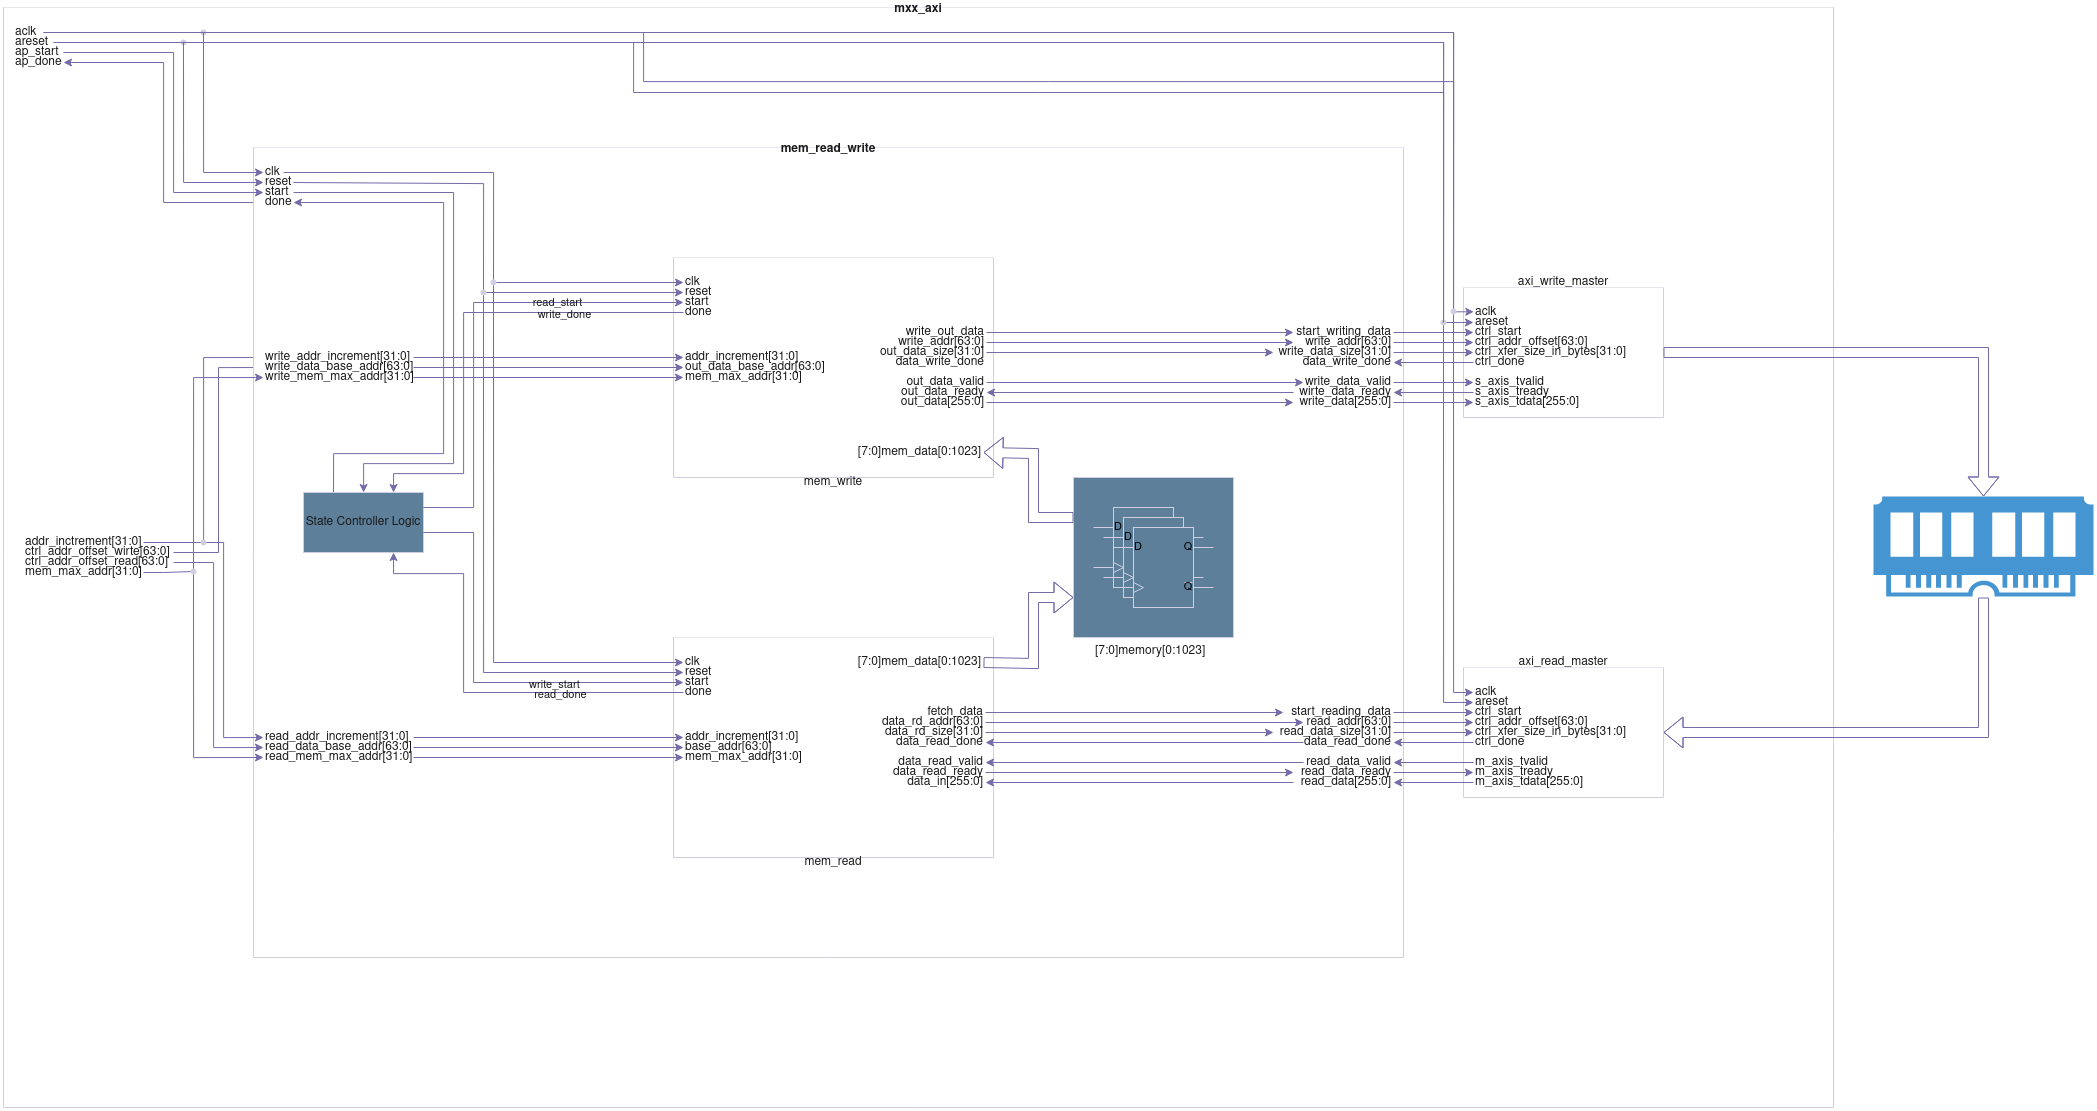 mxx_axi
aclk
areset
ap_start
ap_done
mem_read_write
clk
reset
start
done
clk
reset
start
done
read_start
write_done
write_addr_increment[31:0]
write_data_base_addr[63:0]
write_mem_max_addr[31:0]
addr_increment[31:0]
out_data_base_addr[63:0]
mem_max_addr[31:0]
write_out_data
write_addr[63:0]
out_data_size[31:0]
data_write_done
out_data_valid
out_data_ready
out_data[255:0]
[7:0]mem_data[0:1023]
mem_write
start_writing_data
write_addr[63:0]
write_data_size[31:0]
data_write_done
write_data_valid
wirte_data_ready
write_data[255:0]
axi_write_master
aclk
areset
ctrl_start
ctrl_addr_offset[63:0]
ctrl_xfer_size_in_bytes[31:0]
ctrl_done
s_axis_tvalid
s_axis_tready
s_axis_tdata[255:0]
State Controller Logic
addr_inctrement[31:0]
ctrl_addr_offset_wirte[63:0]
ctrl_addr_offset_read[63:0]
mem_max_addr[31:0]
D
D
D
Q
Q
[7:0]memory[0:1023]
clk
reset
start
done
write_start
read_done
[7:0]mem_data[0:1023]
read_addr_increment[31:0]
read_data_base_addr[63:0]
read_mem_max_addr[31:0]
addr_increment[31:0]
base_addr[63:0]
mem_max_addr[31:0]
fetch_data
data_rd_addr[63:0]
data_rd_size[31:0]
data_read_done
data_read_valid
data_read_ready
data_in[255:0]
mem_read
start_reading_data
read_addr[63:0]
read_data_size[31:0]
data_read_done
read_data_valid
read_data_ready
read_data[255:0]
axi_read_master
aclk
areset
ctrl_start
ctrl_addr_offset[63:0]
ctrl_xfer_size_in_bytes[31:0]
ctrl_done
m_axis_tvalid
m_axis_tready
m_axis_tdata[255:0]